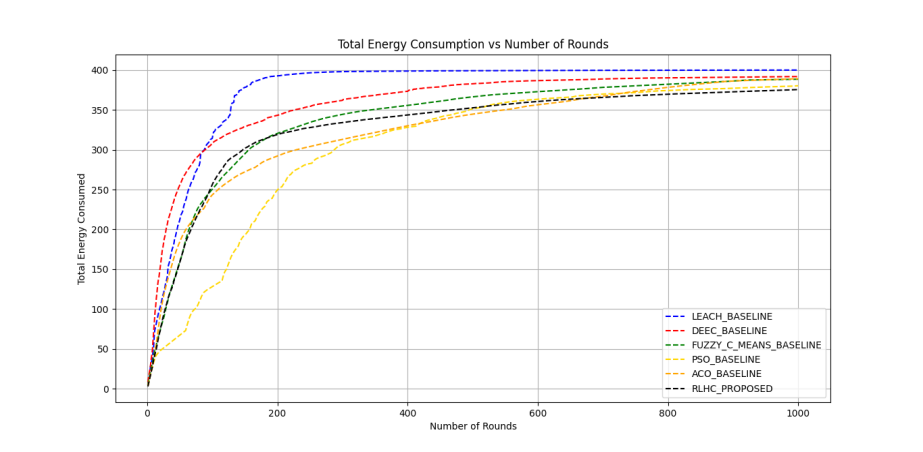 Total Energy Consumption vs Number of Rounds
Total Energy Consumed
400
350
300
250
200
150
100
50
0
0 200 400 600 800 1000
Number of Rounds
LEACH_BASELINE
DEEC_BASELINE
FUZZY_C_MEANS_BASELINE
PSO_BASELINE
ACO_BASELINE
RLHC_PROPOSED